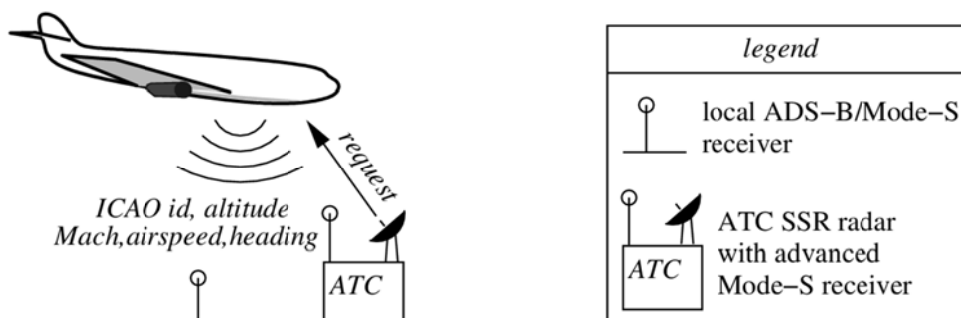 request
ICAO id, altitude
Mach,airspeed,heading
ATC
legend
local ADS−B/Mode−S
receiver
ATC
ATC SSR radar
with advanced
Mode−S receiver